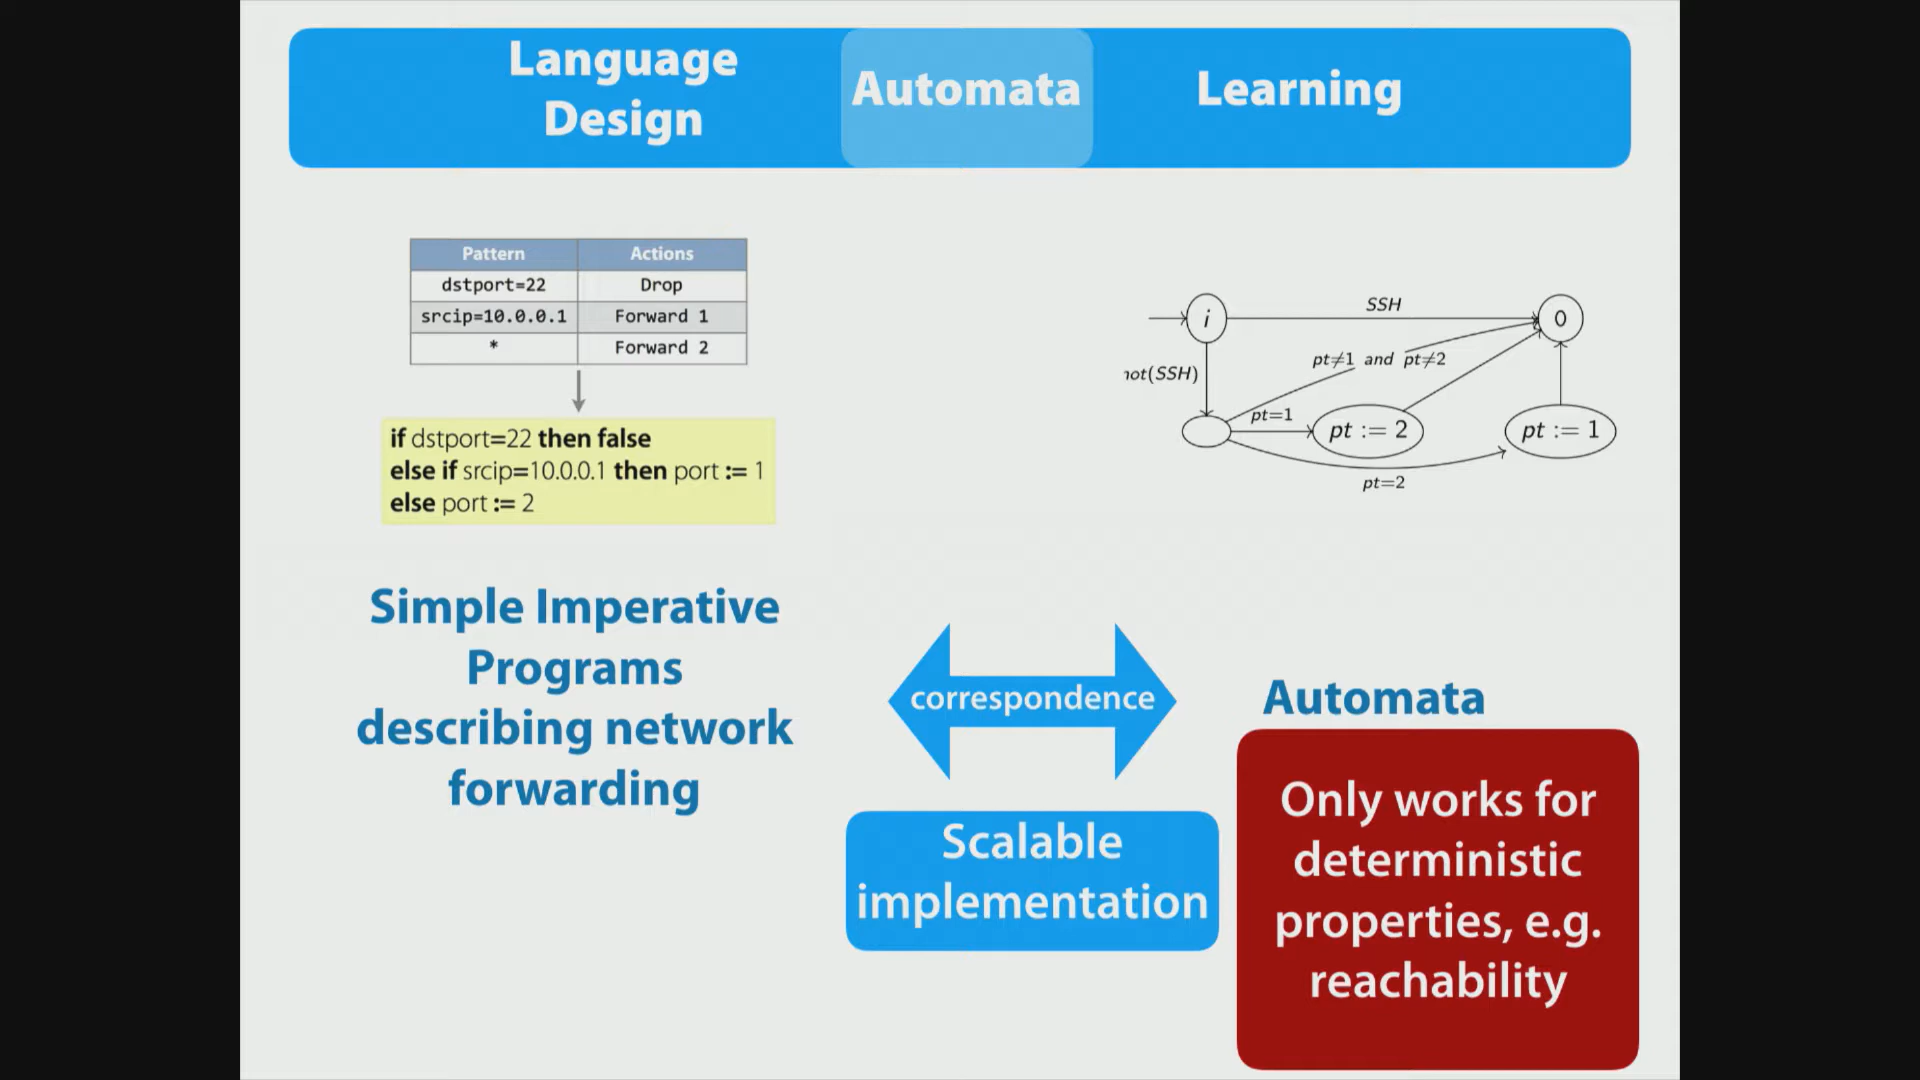 Language
Design
Automata
Learning
Pattern Actions
dstport=22 Drop
srcip=10.0.0.1 Forward 1
* Forward 2
if dstport=22 then false
else if srcip=10.0.0.1 then port := 1
else port := 2
i
SSH
0
not(SSH)
pt≠1 and pt≠2
pt=1
pt := 2
pt := 1
pt=2
Simple Imperative
Programs
describing network
forwarding
correspondence
Scalable
implementation
Automata
Only works for
deterministic
properties, e.g.
reachability